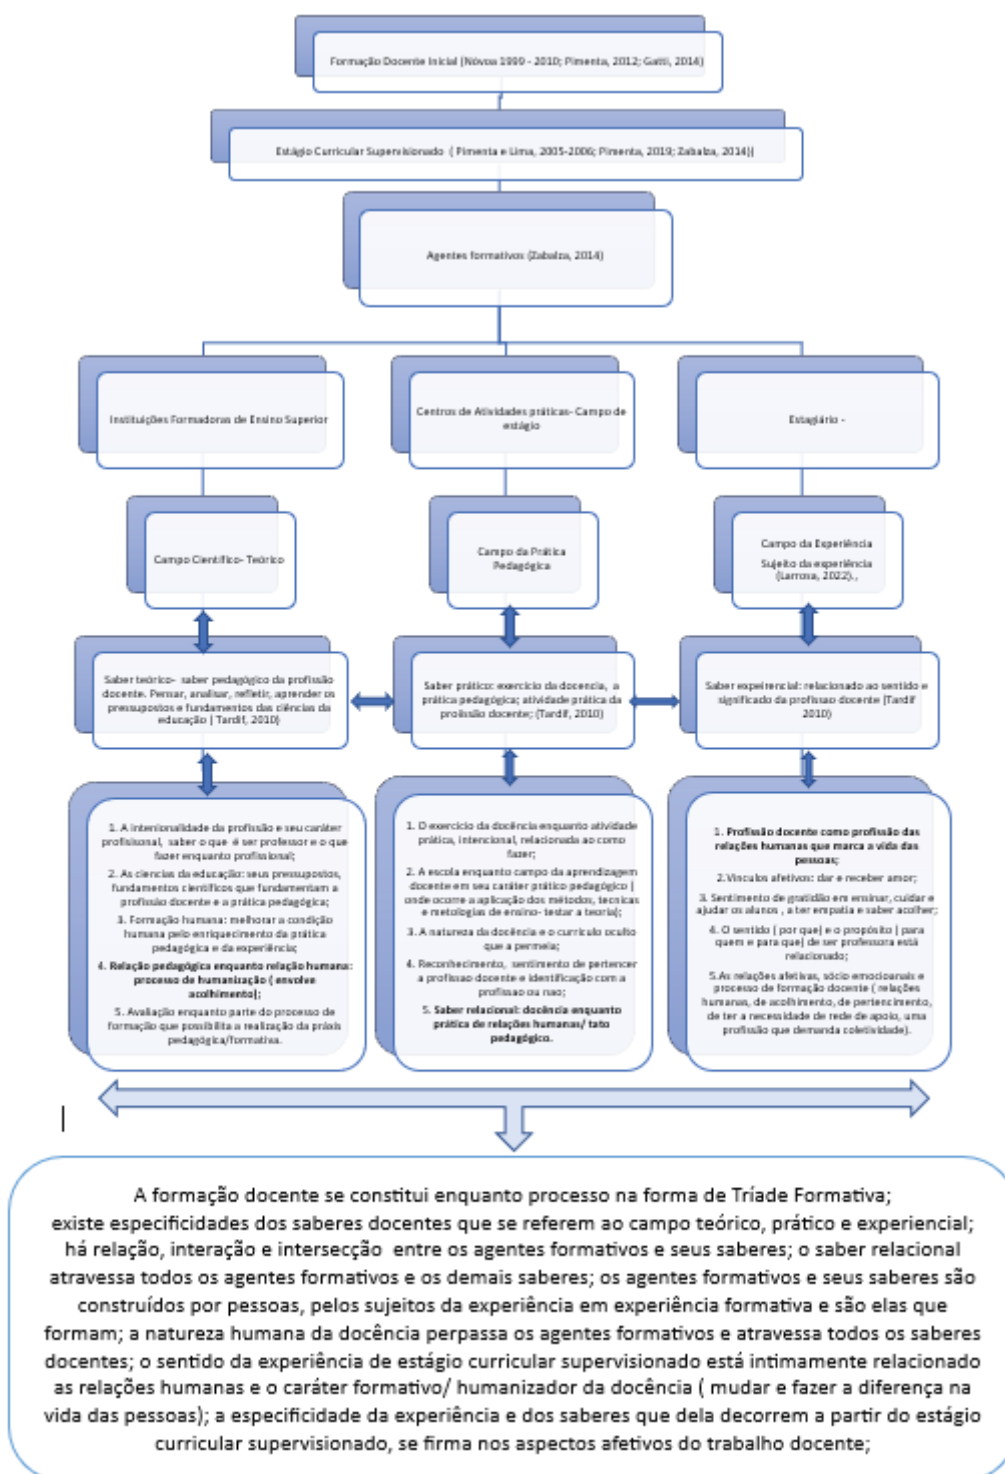 Formação Docente Inicial (Nóvoa 1999 - 2010; Pimenta, 2012; Gatti, 2014)
Estágio Curricular Supervisionado ( Pimenta e Lima, 2005-2006; Pimenta, 2019; Zabalza, 2014)(
Agentes formativos (Zabalza, 2014)
Instituições Formadoras de Ensino Superior
Centros de Atividades práticas- Campo de
estágio
Estagiário -
Campo Científico- Teórico
Campo da Prática
Pedagógica
Campo da Experiência
Sujeito da experiência
(Larrosa, 2022).,
Saber teórico- saber pedagógico da profissão
docente. Pensar, analisar, refletir, aprender os
pressupostos e fundamentos das ciências da
educação ( Tardif, 2010)
Saber prático: exercício da docencia, a
prática pedagógica; atividade prática da
profissão docente; (Tardif, 2010)
Saber expeirencial: relacionado ao sentido e
significado da profissao docente (Tardif
2010)
1. A intenionalidade da profissão e seu caráter
profisisonal, saber o que é ser professor e o que
fazer enquanto profissional;
2. As ciencias da educação: seus pressupostos,
fundamentos científicos que fundamentam a
profissão docente e a prática pedagógica;
3. Formação humana: melhorar a condição
humana pelo enriquecimento da prática
pedagógica e da experiência;
4. Relação pedagógica enquanto relação humana:
processo de humanização ( envolve
acolhimento);
5. Avaliação enquanto parte do processo de
formação que possibilita a realização da práxis
pedagógica/formativa.
1. O exercício da docência enquanto atividade
prática, intencional, relacionada ao como
fazer;
2. A escola enquanto campo da aprendizagem
docente em seu caráter prático pedagógico (
onde ocorre a aplicação dos métodos, tecnicas
e metologias de ensino- testar a teoria);
3. A natureza da docência e o currículo oculto
que a permeia;
4. Reconhecimento, sentimento de pertencer
a profissao docente e identificação com a
profissao ou nao;
5. Saber relacional: docência enquanto
prática de relações humanas/ tato
pedagógico.
1. Profissão docente como profissão das
relações humanas que marca a vida das
pessoas;
2.Vinculos afetivos: dar e receber amor;
3. Sentimento de gratidão em ensinar, cuidar e
ajudar os alunos , a ter empatia e saber acolher;
4. O sentido ( por que) e o propósito ( para
quem e para que) de ser professora está
relacionado;
5.As relações afetivas, sócio emocioanais e
processo de formação docente ( relações
humanas, de acolhimento, de pertencimento,
de ter a necessidade de rede de apoio, uma
profissão que demanda coletividade).
A formação docente se constitui enquanto processo na forma de Tríade Formativa;
existe especificidades dos saberes docentes que se referem ao campo teórico, prático e experiencial;
há relação, interação e intersecção entre os agentes formativos e seus saberes; o saber relacional
atravessa todos os agentes formativos e os demais saberes; os agentes formativos e seus saberes são
construídos por pessoas, pelos sujeitos da experiência em experiência formativa e são elas que
formam; a natureza humana da docência perpassa os agentes formativos e atravessa todos os saberes
docentes; o sentido da experiência de estágio curricular supervisionado está intimamente relacionado
as relações humanas e o caráter formativo/ humanizador da docência ( mudar e fazer a diferença na
vida das pessoas); a especificidade da experiência e dos saberes que dela decorrem a partir do estágio
curricular supervisionado, se firma nos aspectos afetivos do trabalho docente;